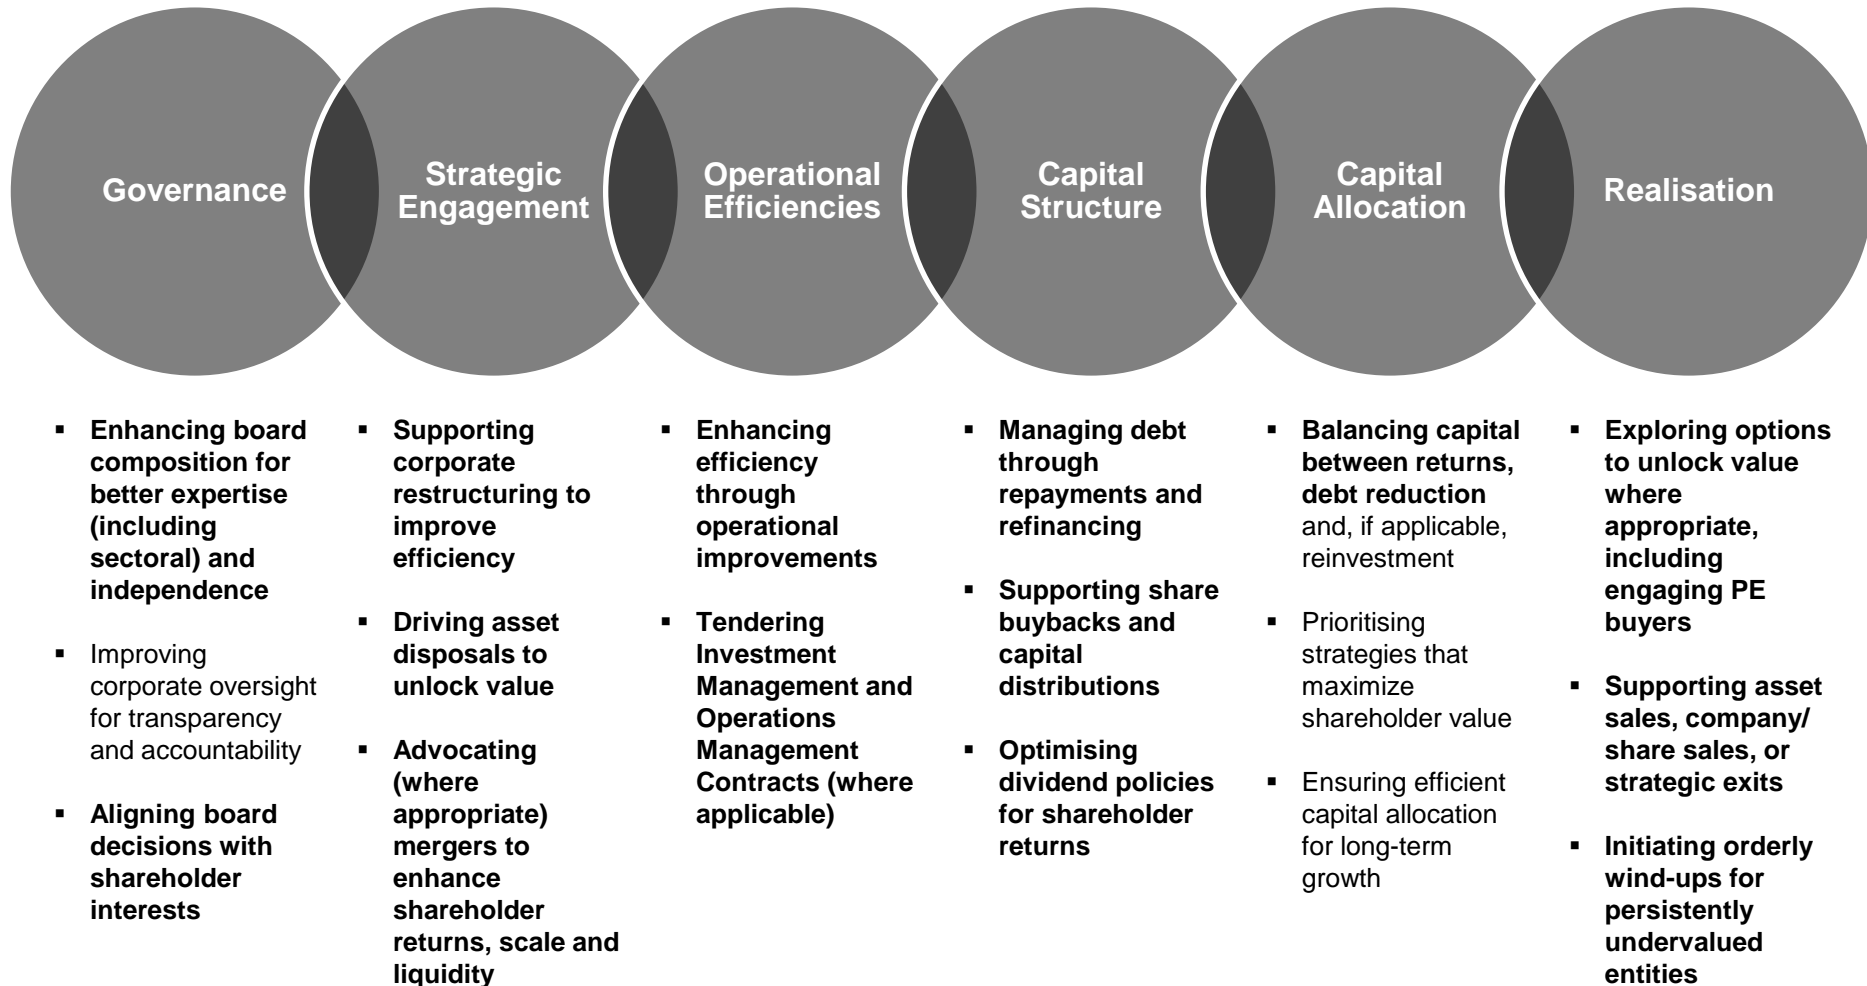 Governance
Strategic
Engagement
Operational
Efficiencies
Capital
Structure
Capital
Allocation
Realisation
▪ Enhancing board
composition for
better expertise
(including
sectoral) and
independence
▪ Improving
corporate oversight
for transparency
and accountability
▪ Aligning board
decisions with
shareholder
interests
▪ Supporting
corporate
restructuring to
improve
efficiency
▪ Driving asset
disposals to
unlock value
▪ Advocating
(where
appropriate)
mergers to
enhance
shareholder
returns, scale and
liquidity
▪ Enhancing
efficiency
through
operational
improvements
▪ Tendering
Investment
Management and
Operations
Management
Contracts (where
applicable)
▪ Managing debt
through
repayments and
refinancing
▪ Supporting share
buybacks and
capital
distributions
▪ Optimising
dividend policies
for shareholder
returns
▪ Balancing capital
between returns,
debt reduction
and, if applicable,
reinvestment
▪ Prioritising
strategies that
maximize
shareholder value
▪ Ensuring efficient
capital allocation
for long-term
growth
▪ Exploring options
to unlock value
where
appropriate,
including
engaging PE
buyers
▪ Supporting asset
sales, company/
share sales, or
strategic exits
▪ Initiating orderly
wind-ups for
persistently
undervalued
entities